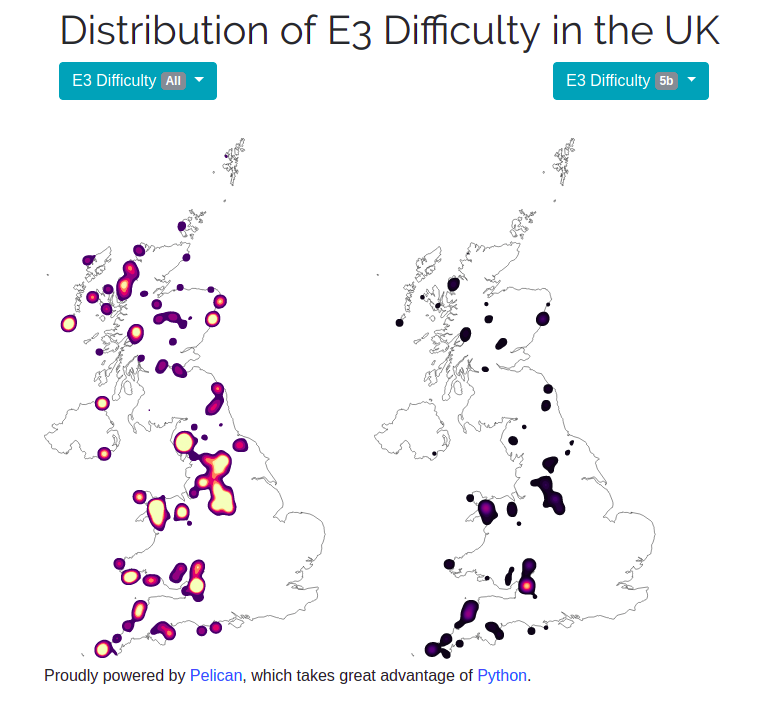 Distribution of E3 Difficulty in the UK
E3 Difficulty All
E3 Difficulty 5b
Proudly powered by Pelican, which takes great advantage of Python.